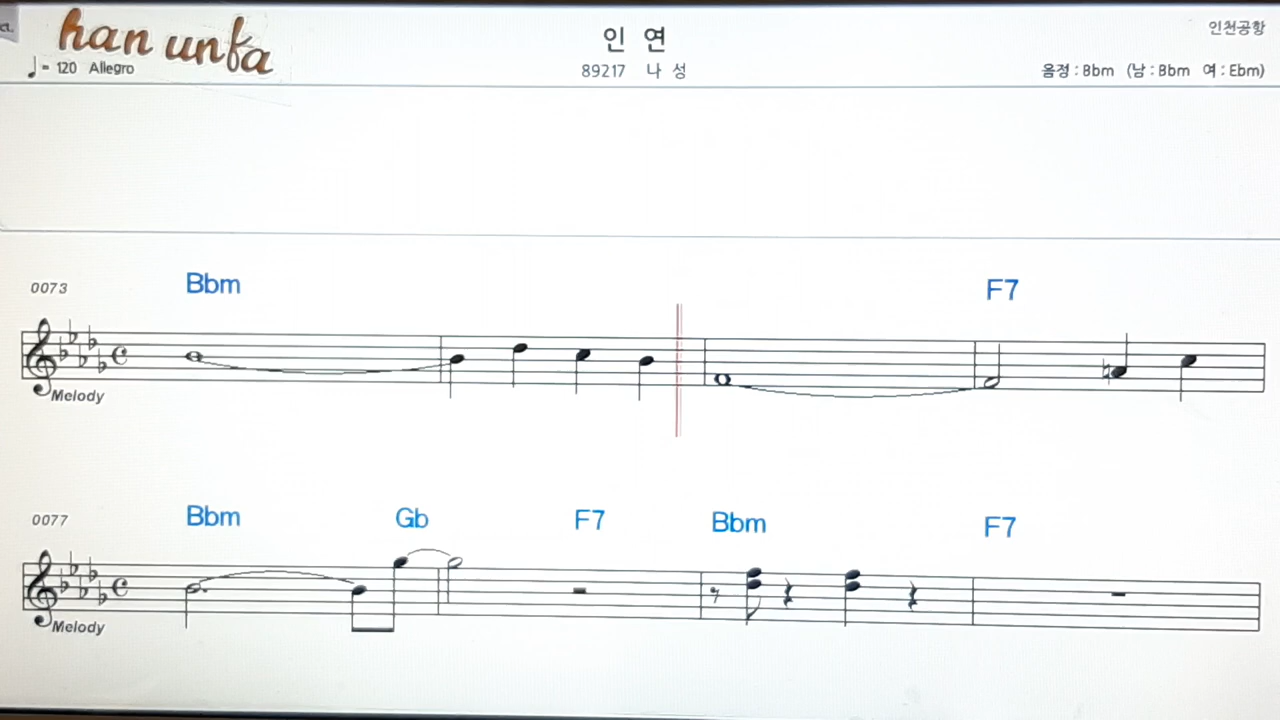 han unfa
인 연
인천공항
♩= 120 Allegro
89217 나 성
음정 : Bbm (남 : Bbm 여 : Ebm)
0073
Bbm F7
Melody
0077
Bbm Gb F7 Bbm F7
Melody